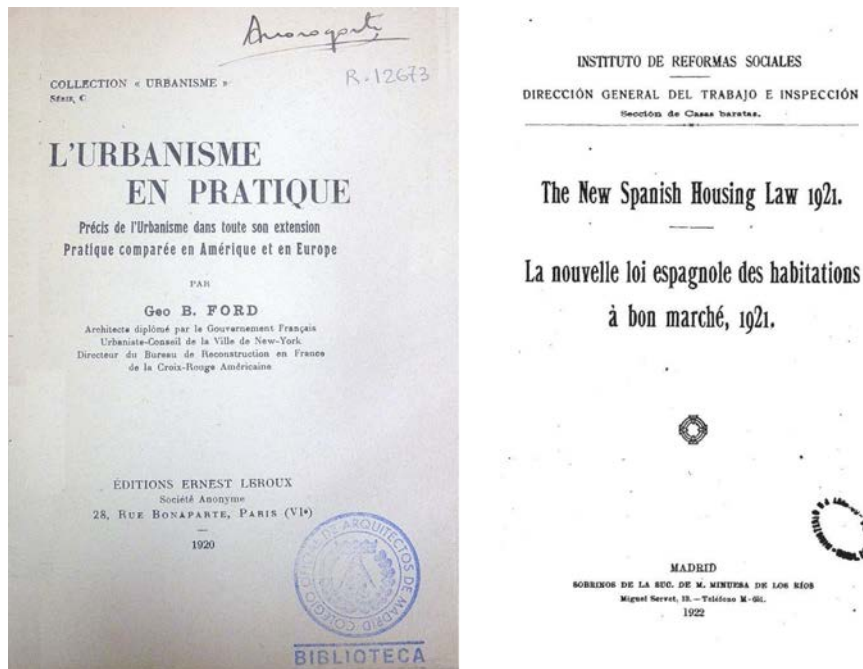 COLLECTION « URBANISME »
SÉRIE C
R.12673
L'URBANISME
EN PRATIQUE
Précis de l'Urbanisme dans toute son extension
Pratique comparée en Amérique et en Europe
PAR
Geo B. FORD
Architecte diplômé par le Gouvernement Français
Urbaniste-Conseil de la Ville de New-York
Directeur du Bureau de Reconstruction en France
de la Croix-Rouge Américaine
ÉDITIONS ERNEST LEROUX
Société Anonyme
28, RUE BONAPARTE, PARIS (VIe)
1920
COLEGIO OFICIAL DE ARQUITECTOS DE MADRID
BIBLIOTECA
INSTITUTO DE REFORMAS SOCIALES
DIRECCIÓN GENERAL DEL TRABAJO E INSPECCIÓN
Sección de Casas baratas.
The New Spanish Housing Law 1921.
La nouvelle loi espagnole des habitations
à bon marché, 1921.
MADRID
SOBRINOS DE LA SUC. DE M. MINUESA DE LOS RÍOS
Miguel Servet, 13. — Teléfono M-651.
1922